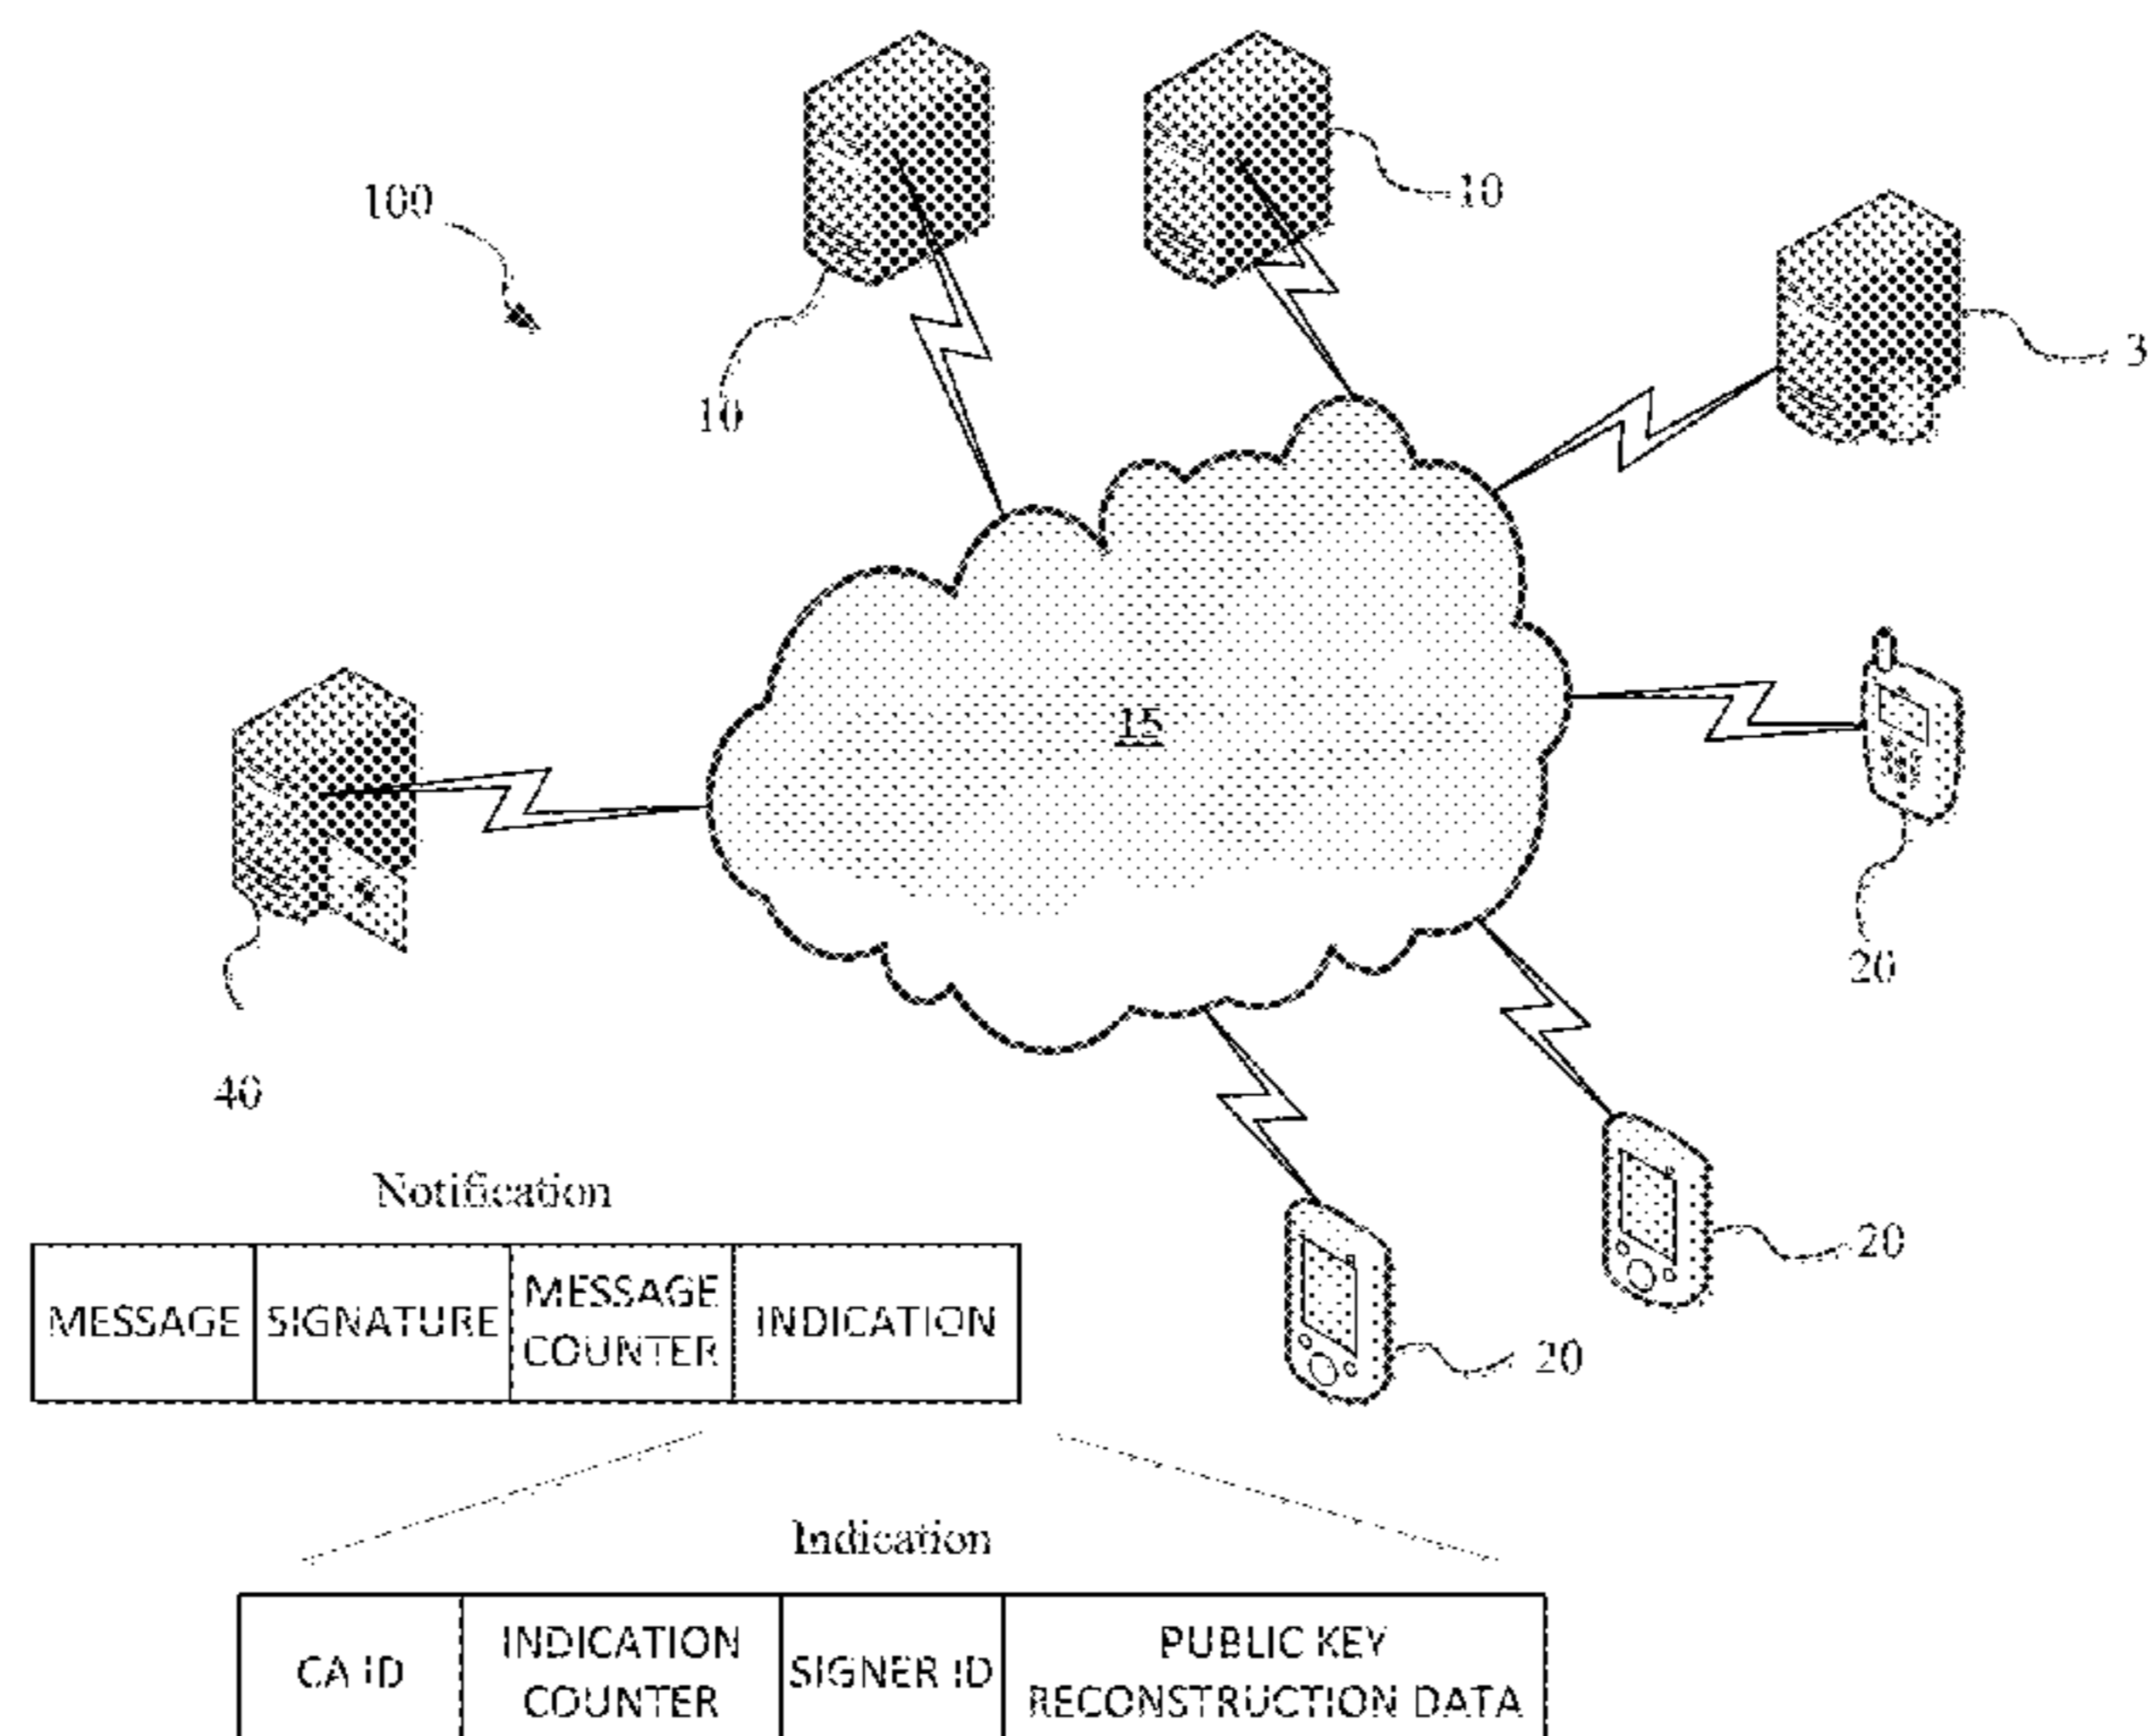 100
10
10
3
15
20
40
20
20
Notification
MESSAGE
SIGNATURE
MESSAGE
COUNTER
INDICATION
Indication
CA ID
INDICATION
COUNTER
SIGNER ID
PUBLIC KEY
RECONSTRUCTION DATA